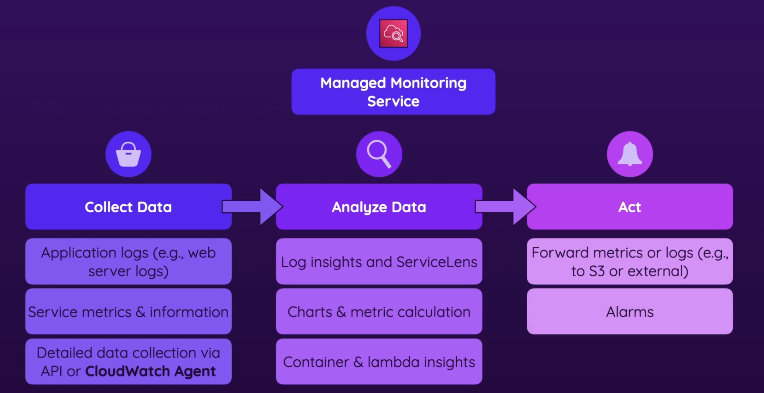 Managed Monitoring
Service
Collect Data
Analyze Data
Act
Application logs (e.g., web
server logs)
Service metrics & information
Detailed data collection via
API or CloudWatch Agent
Log insights and ServiceLens
Charts & metric calculation
Container & lambda insights
Forward metrics or logs (e.g.,
to S3 or external)
Alarms